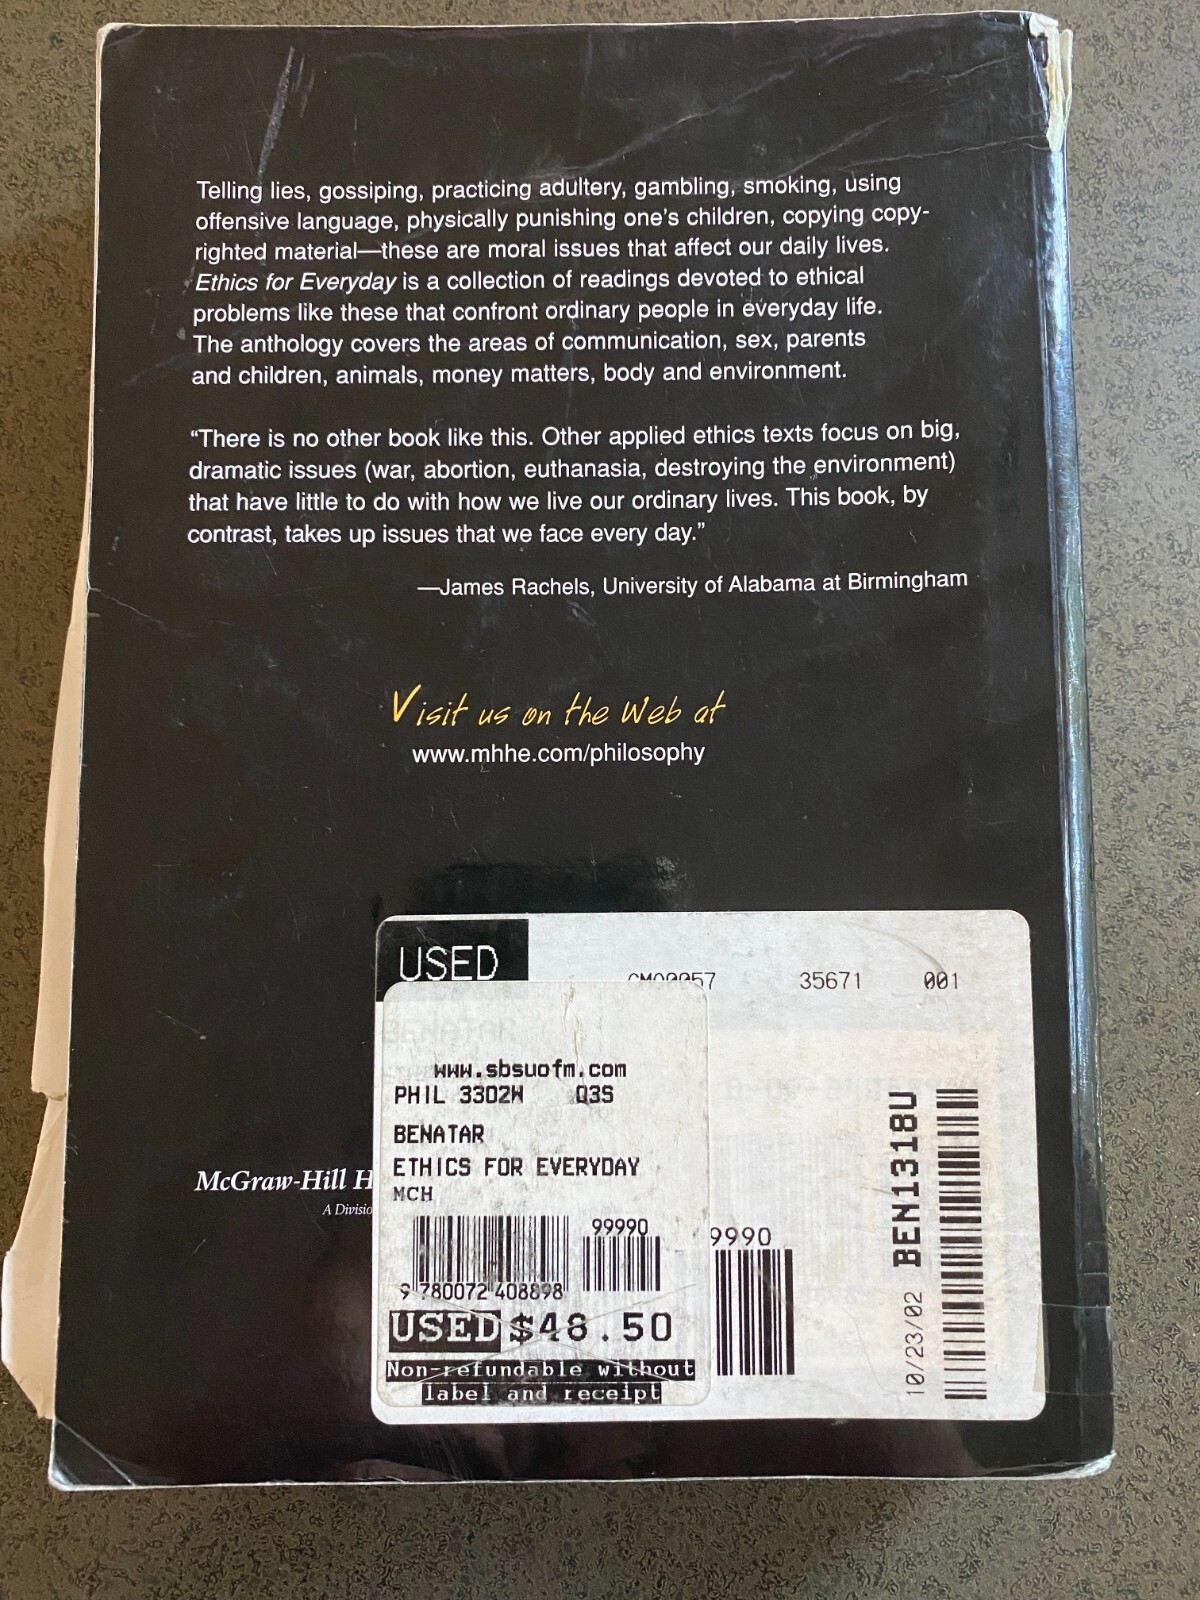 Telling lies, gossiping, practicing adultery, gambling, smoking, using
offensive language, physically punishing one's children, copying copy-
righted material—these are moral issues that affect our daily lives.
Ethics for Everyday is a collection of readings devoted to ethical
problems like these that confront ordinary people in everyday life.
The anthology covers the areas of communication, sex, parents
and children, animals, money matters, body and environment.
“There is no other book like this. Other applied ethics texts focus on big,
dramatic issues (war, abortion, euthanasia, destroying the environment)
that have little to do with how we live our ordinary lives. This book, by
contrast, takes up issues that we face every day.”
—James Rachels, University of Alabama at Birmingham
Visit us on the Web at
www.mhhe.com/philosophy
USED
35671 001
www.sbsuofm.com
PHIL 3302W Q3S
BENATAR
ETHICS FOR EVERYDAY
MCH
99990
9 780072 408898
USED $48.50
Non-refundable without
label and receipt
9990
10/23/02 BEN1318U
McGraw-Hill H
A Divisio